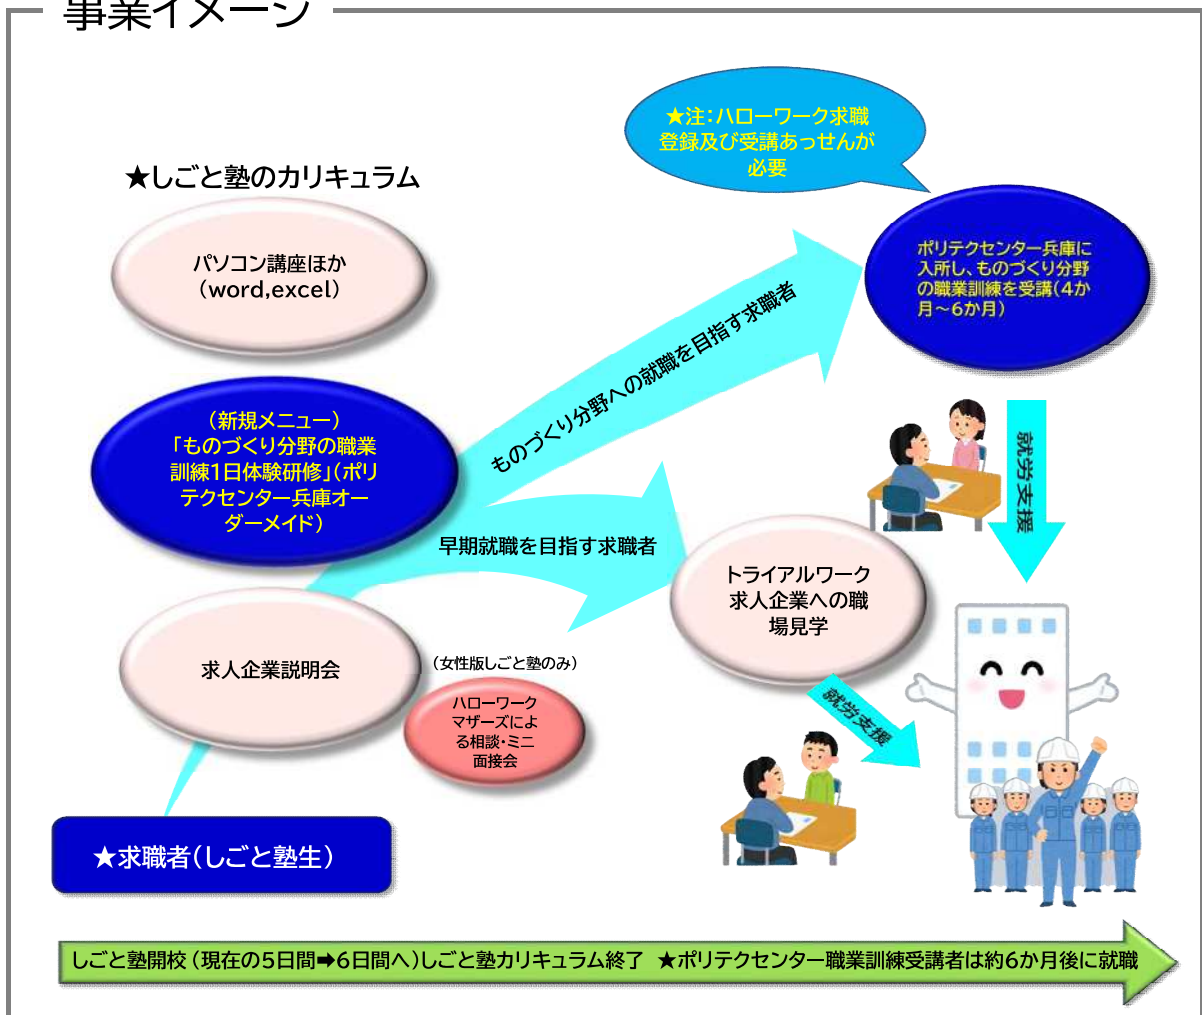 事業イメージ
★注：ハローワーク求職
登録及び受講あっせんが
必要
★しごと塾のカリキュラム
パソコン講座ほか
（word,excel）
ポリテクセンター兵庫に
入所し、ものづくり分野
の職業訓練を受講（4か
月～6か月）
ものづくり分野への就職を目指す求職者
（新規メニュー）
「ものづくり分野の職業
訓練1日体験研修」（ポリ
テクセンター兵庫オー
ダーメイド）
就労支援
早期就職を目指す求職者
トライアルワーク
求人企業への職
場見学
求人企業説明会
（女性版しごと塾のみ）
ハローワーク
マザーズによ
る相談・ミニ
面接会
就労支援
★求職者（しごと塾生）
しごと塾開校（現在の5日間➡6日間へ）しごと塾カリキュラム終了　★ポリテクセンター職業訓練受講者は約6か月後に就職